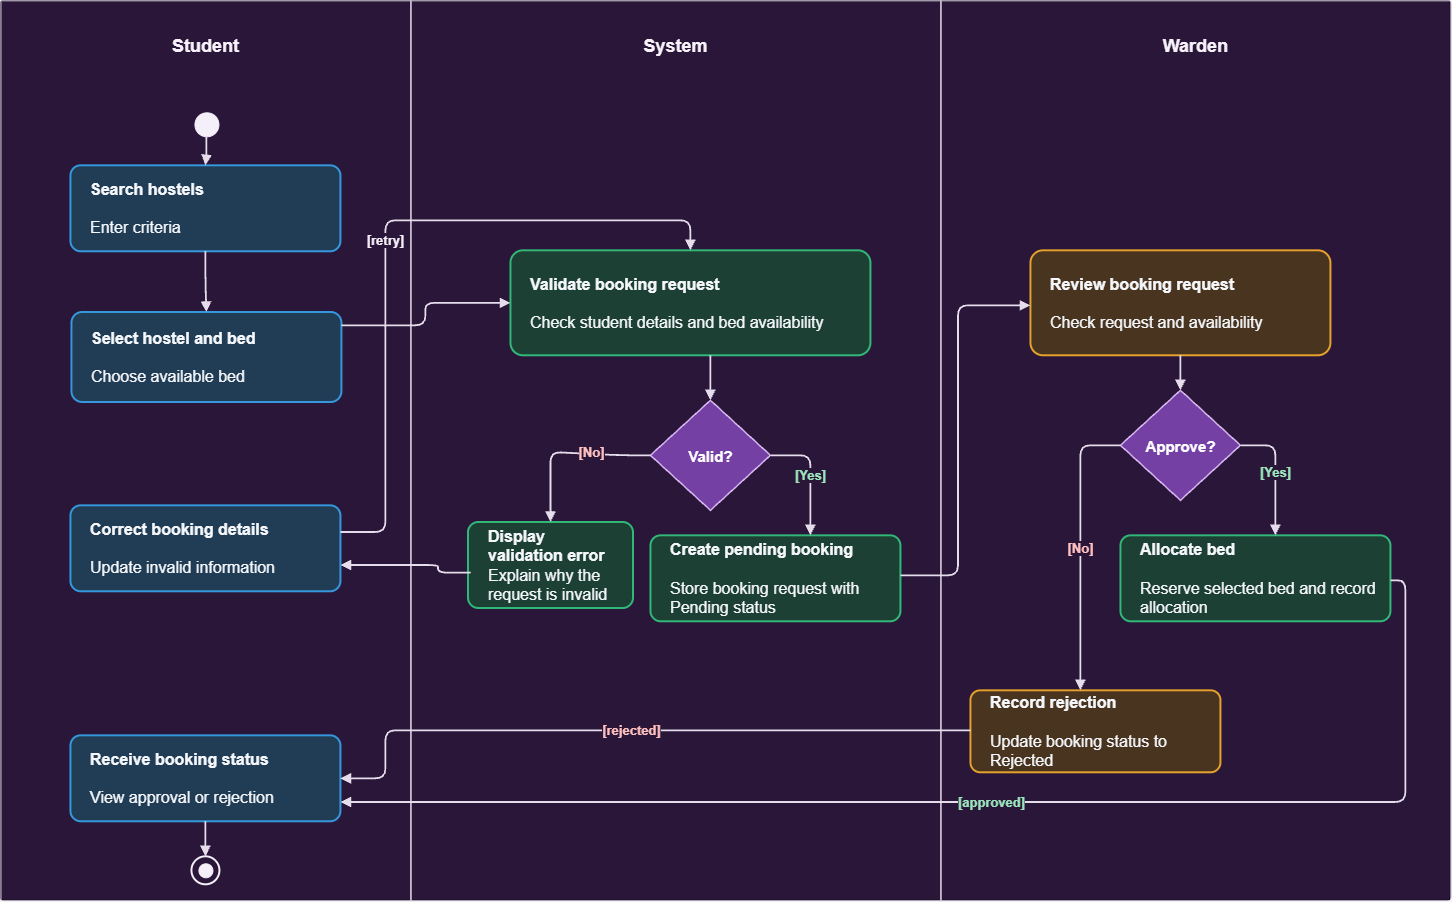 Student
System
Warden
Search hostels
Enter criteria
[retry]
Select hostel and bed
Choose available bed
Validate booking request
Check student details and bed availability
Review booking request
Check request and availability
Valid?
[No]
[Yes]
Approve?
[No]
[Yes]
Correct booking details
Update invalid information
Display
validation error
Explain why the
request is invalid
Create pending booking
Store booking request with
Pending status
Allocate bed
Reserve selected bed and record
allocation
Record rejection
Update booking status to
Rejected
[rejected]
Receive booking status
View approval or rejection
[approved]